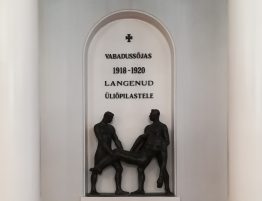 VABADUSSÕJAS
1918-1920
LANGENUD
ÜLIÕPILASTELE